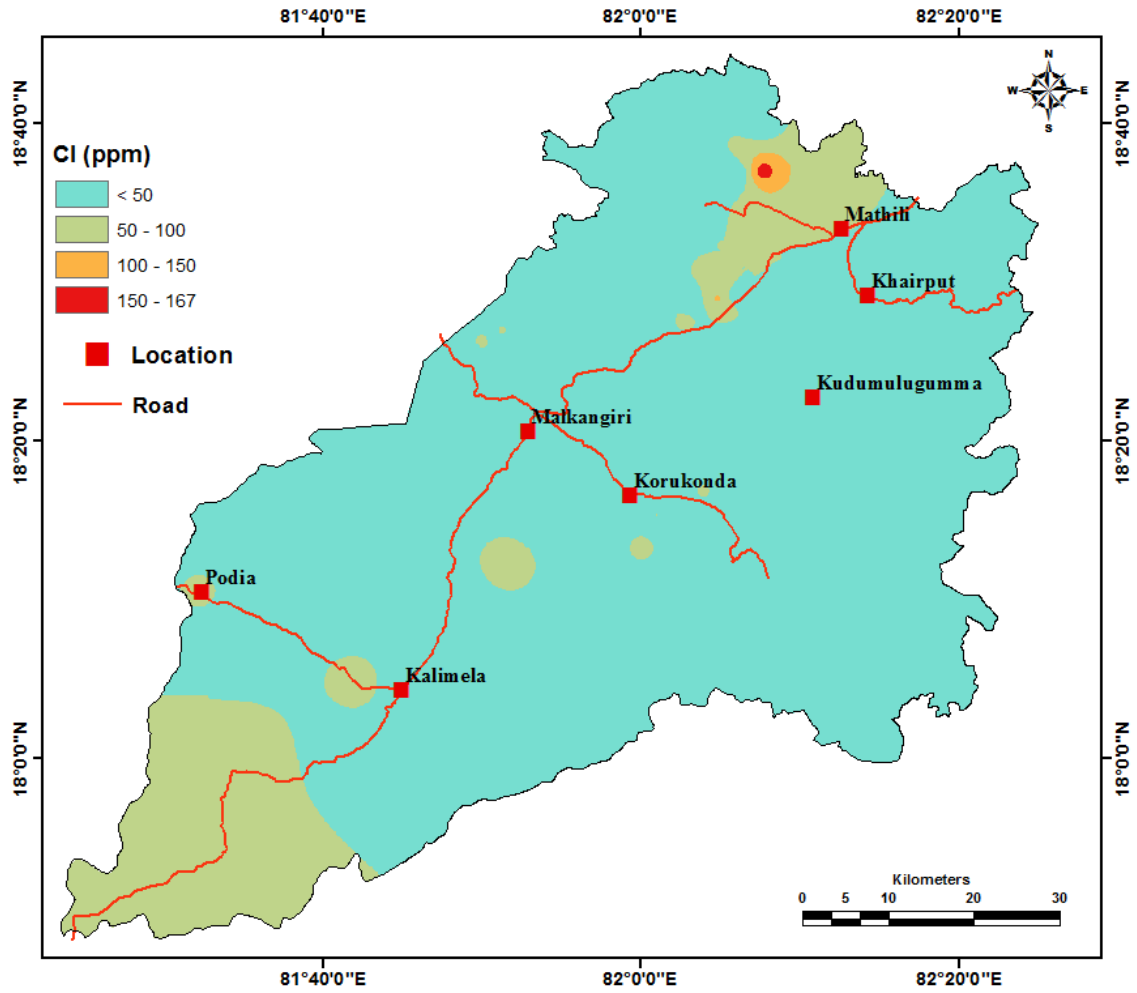 81°40'0"E 82°0'0"E 82°20'0"E
N
W E
S
18°40'0"N 18°40'0"N
Cl (ppm)
< 50
50 - 100
100 - 150
150 - 167
Location
Road
Mathili
Khairput
Kudumulugumma
18°20'0"N 18°20'0"N
Malkangiri
Korukonda
Podia
Kalimela
18°0'0"N 18°0'0"N
Kilometers
0 5 10 20 30
81°40'0"E 82°0'0"E 82°20'0"E